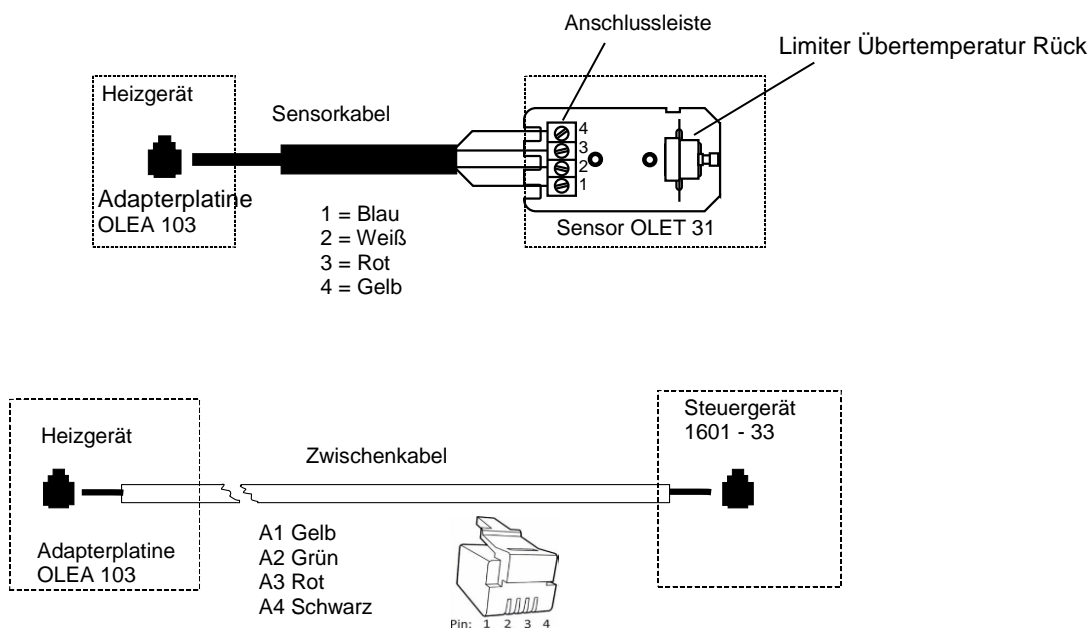 Anschlussleiste
Limiter Übertemperatur Rück
Heizgerät
Sensorkabel
4
3
2
1
Adapterplatine
OLEA 103
1 = Blau
2 = Weiß
3 = Rot
4 = Gelb
Sensor OLET 31
Steuergerät
1601 - 33
Heizgerät
Zwischenkabel
Adapterplatine
OLEA 103
A1 Gelb
A2 Grün
A3 Rot
A4 Schwarz
Pin: 1 2 3 4